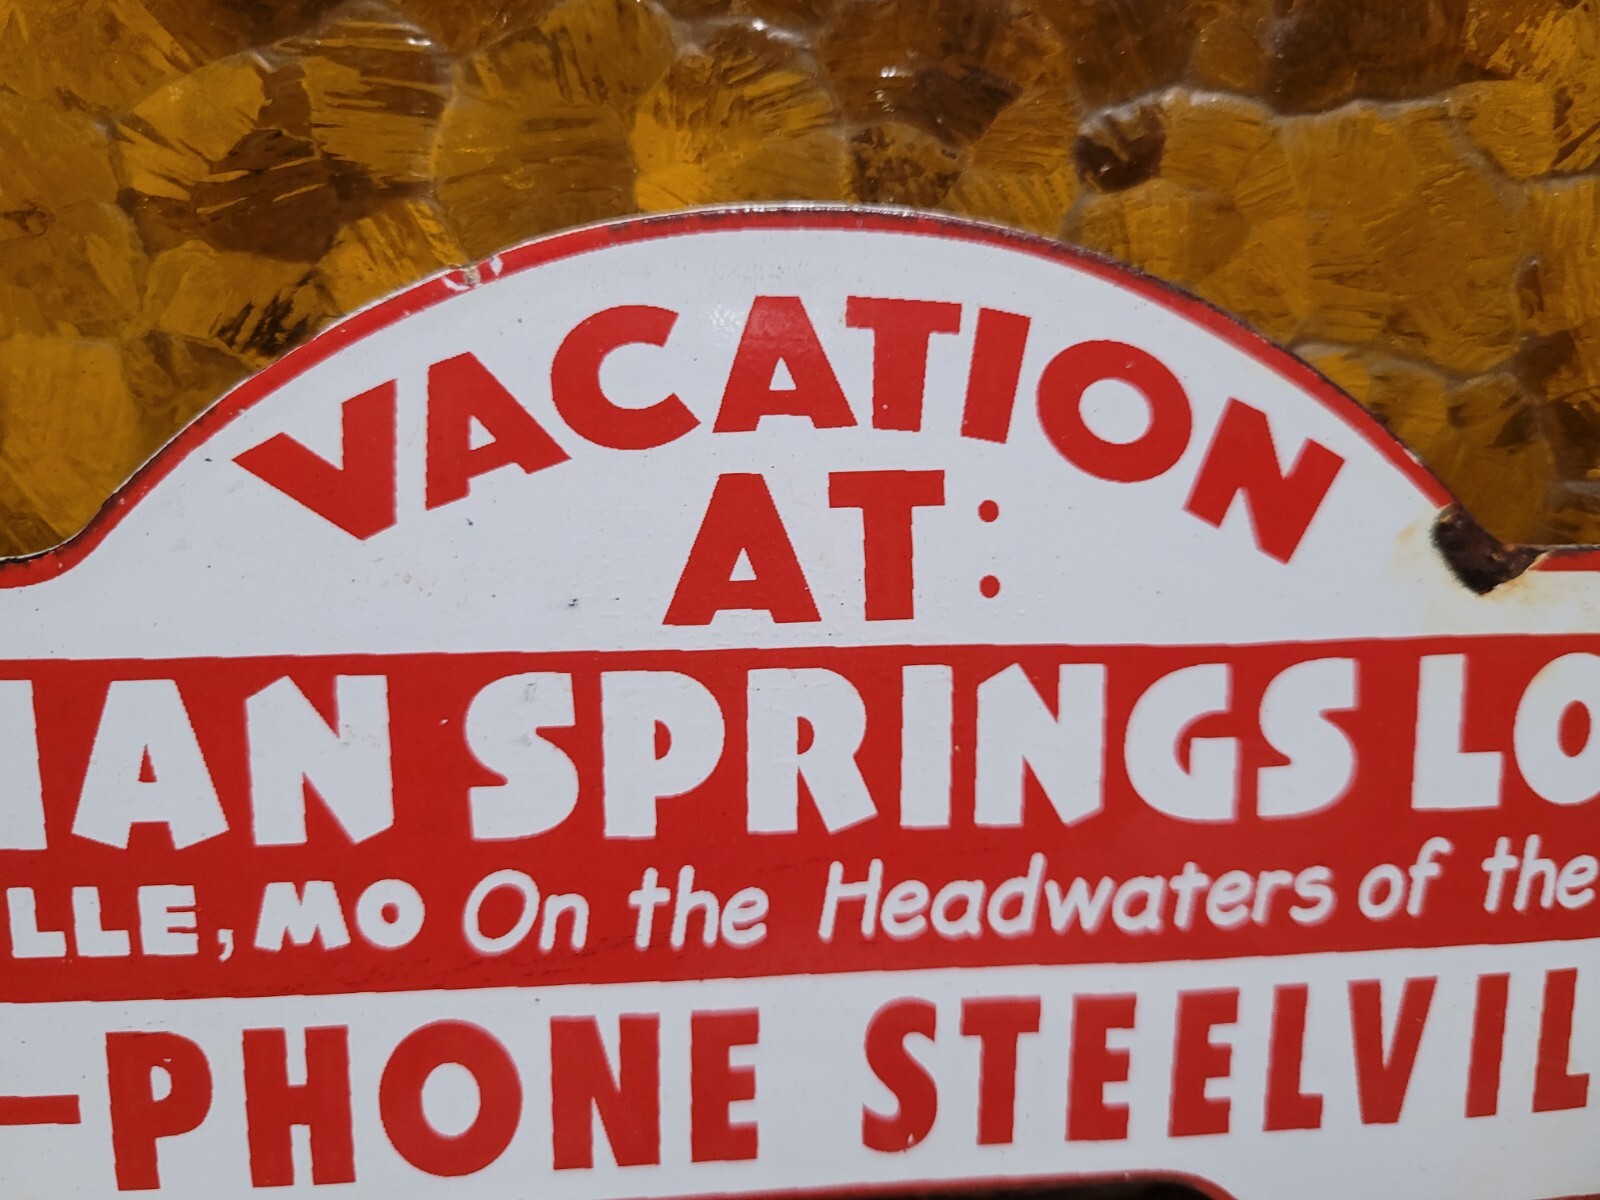 VACATION
AT:
IAN SPRINGS LO
LLE, MO On the Headwaters of the
-PHONE STEELVIL